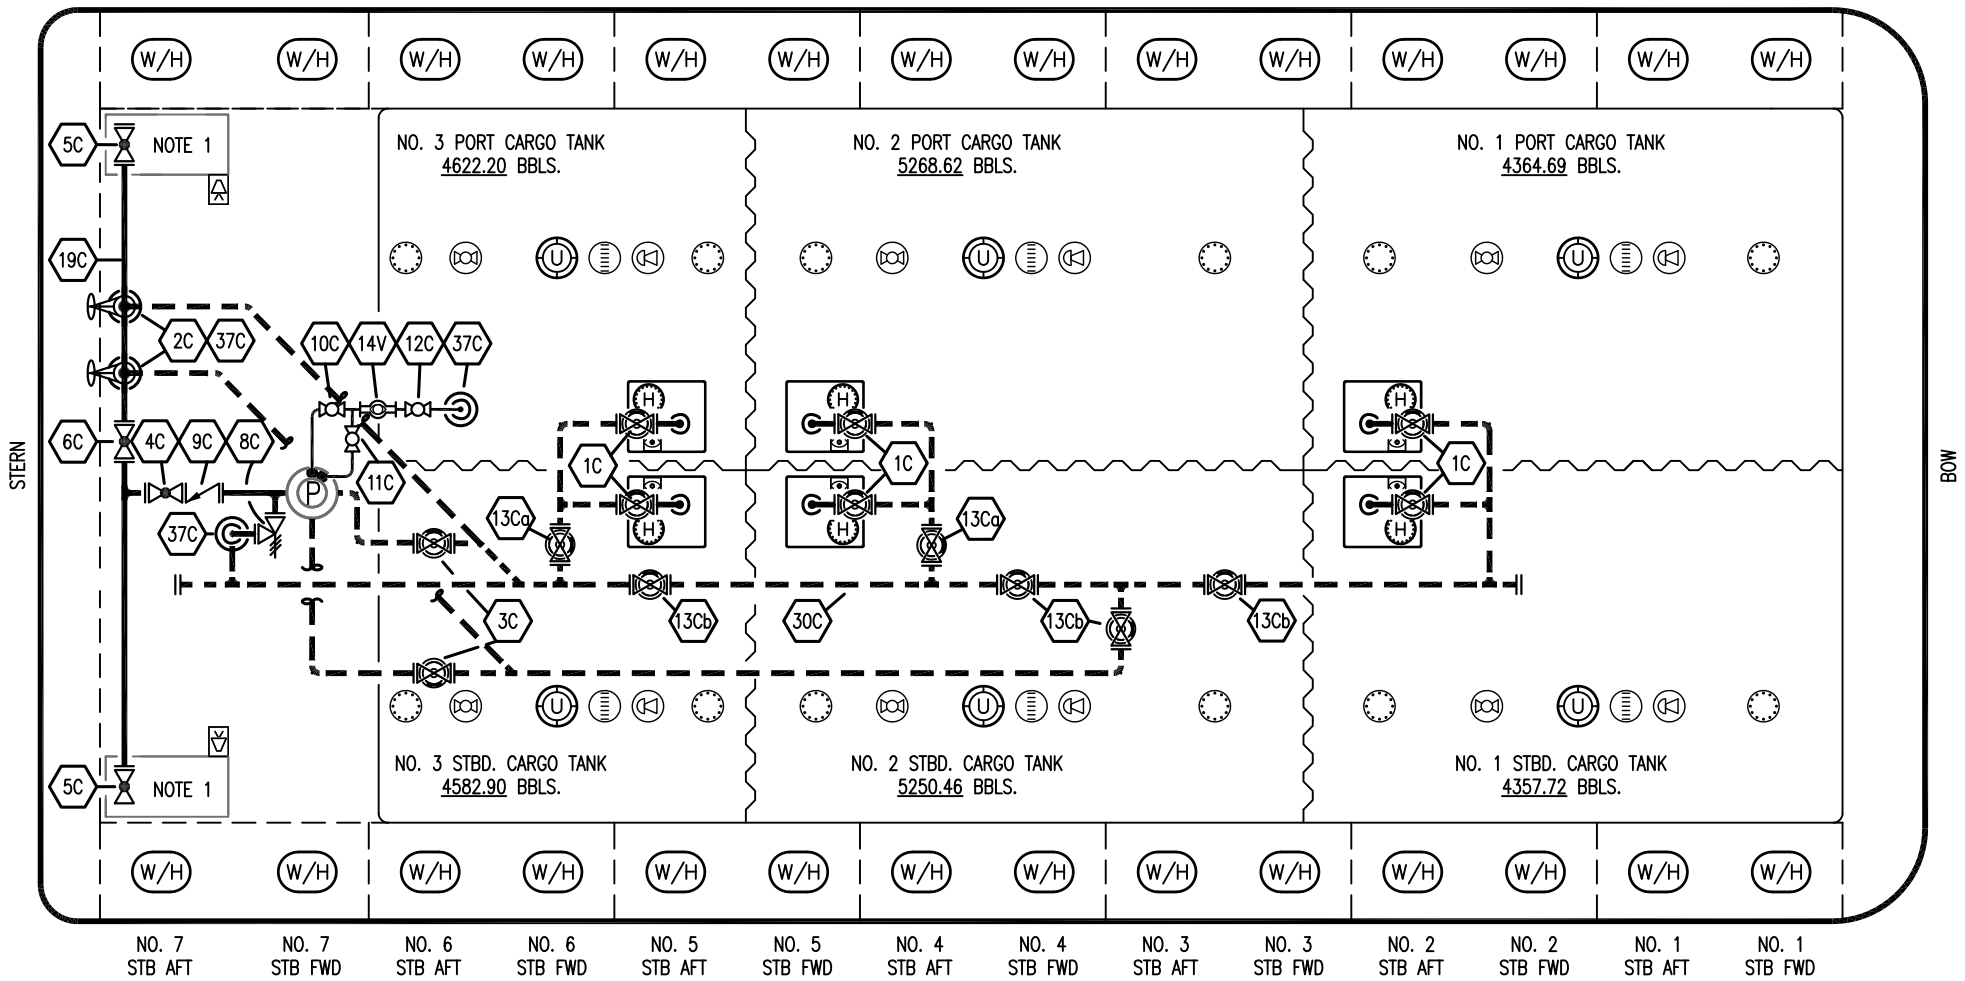 W/H W/H W/H W/H W/H W/H W/H W/H W/H W/H W/H W/H W/H W/H
5C
NOTE 1
NO. 3 PORT CARGO TANK
4622.20 BBLS.
NO. 2 PORT CARGO TANK
5268.62 BBLS.
NO. 1 PORT CARGO TANK
4364.69 BBLS.
19C
U U U
2C 37C
10C 14V 12C 37C
H H H
6C 4C 9C 8C
STERN
1C 1C 1C
BOW
11C
P
13Ca 13Ca
37C
H H H
3C 13Cb 30C 13Cb 13Cb
U U U
NO. 3 STBD. CARGO TANK
4582.90 BBLS.
NO. 2 STBD. CARGO TANK
5250.46 BBLS.
NO. 1 STBD. CARGO TANK
4357.72 BBLS.
5C
NOTE 1
W/H W/H W/H W/H W/H W/H W/H W/H W/H W/H W/H W/H W/H W/H
NO. 7 NO. 7 NO. 6 NO. 6 NO. 5 NO. 5 NO. 4 NO. 4 NO. 3 NO. 3 NO. 2 NO. 2 NO. 1 NO. 1
STB AFT STB FWD STB AFT STB FWD STB AFT STB FWD STB AFT STB FWD STB AFT STB FWD STB AFT STB FWD STB AFT STB FWD